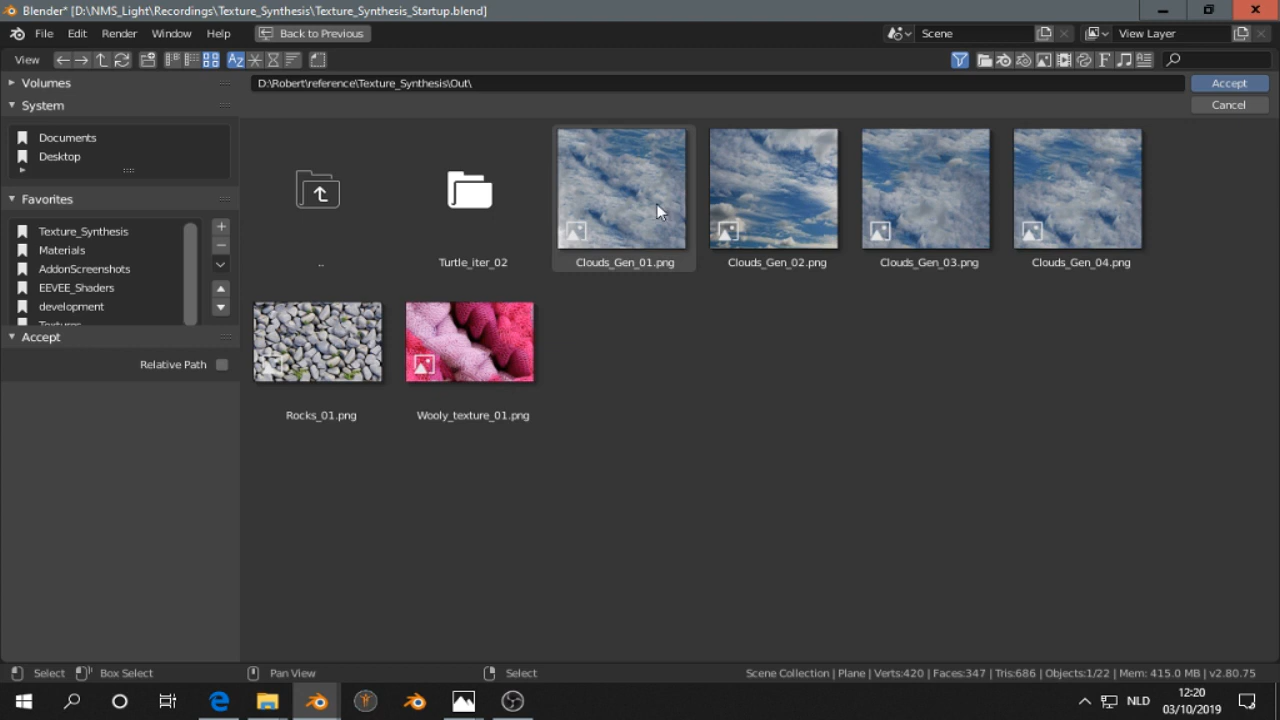 Blender* [D:\NMS_Light\Recordings\Texture_Synthesis\Texture_Synthesis_Startup.blend]
File Edit Render Window Help Back to Previous Scene View Layer
View
Volumes D:\Robert\reference\Texture_Synthesis\Out\ Accept
System Cancel
Documents
Desktop
Favorites
Texture_Synthesis
Materials
AddonScreenshots
EEVEE_Shaders
development
Textures
Accept
Relative Path
.. Turtle_iter_02 Clouds_Gen_01.png Clouds_Gen_02.png Clouds_Gen_03.png Clouds_Gen_04.png
Rocks_01.png Wooly_texture_01.png
Select Box Select Pan View Select Scene Collection | Plane | Verts:420 | Faces:347 | Tris:686 | Objects:1/22 | Mem: 415.0 MB | v2.80.75
NLD 12:20
03/10/2019